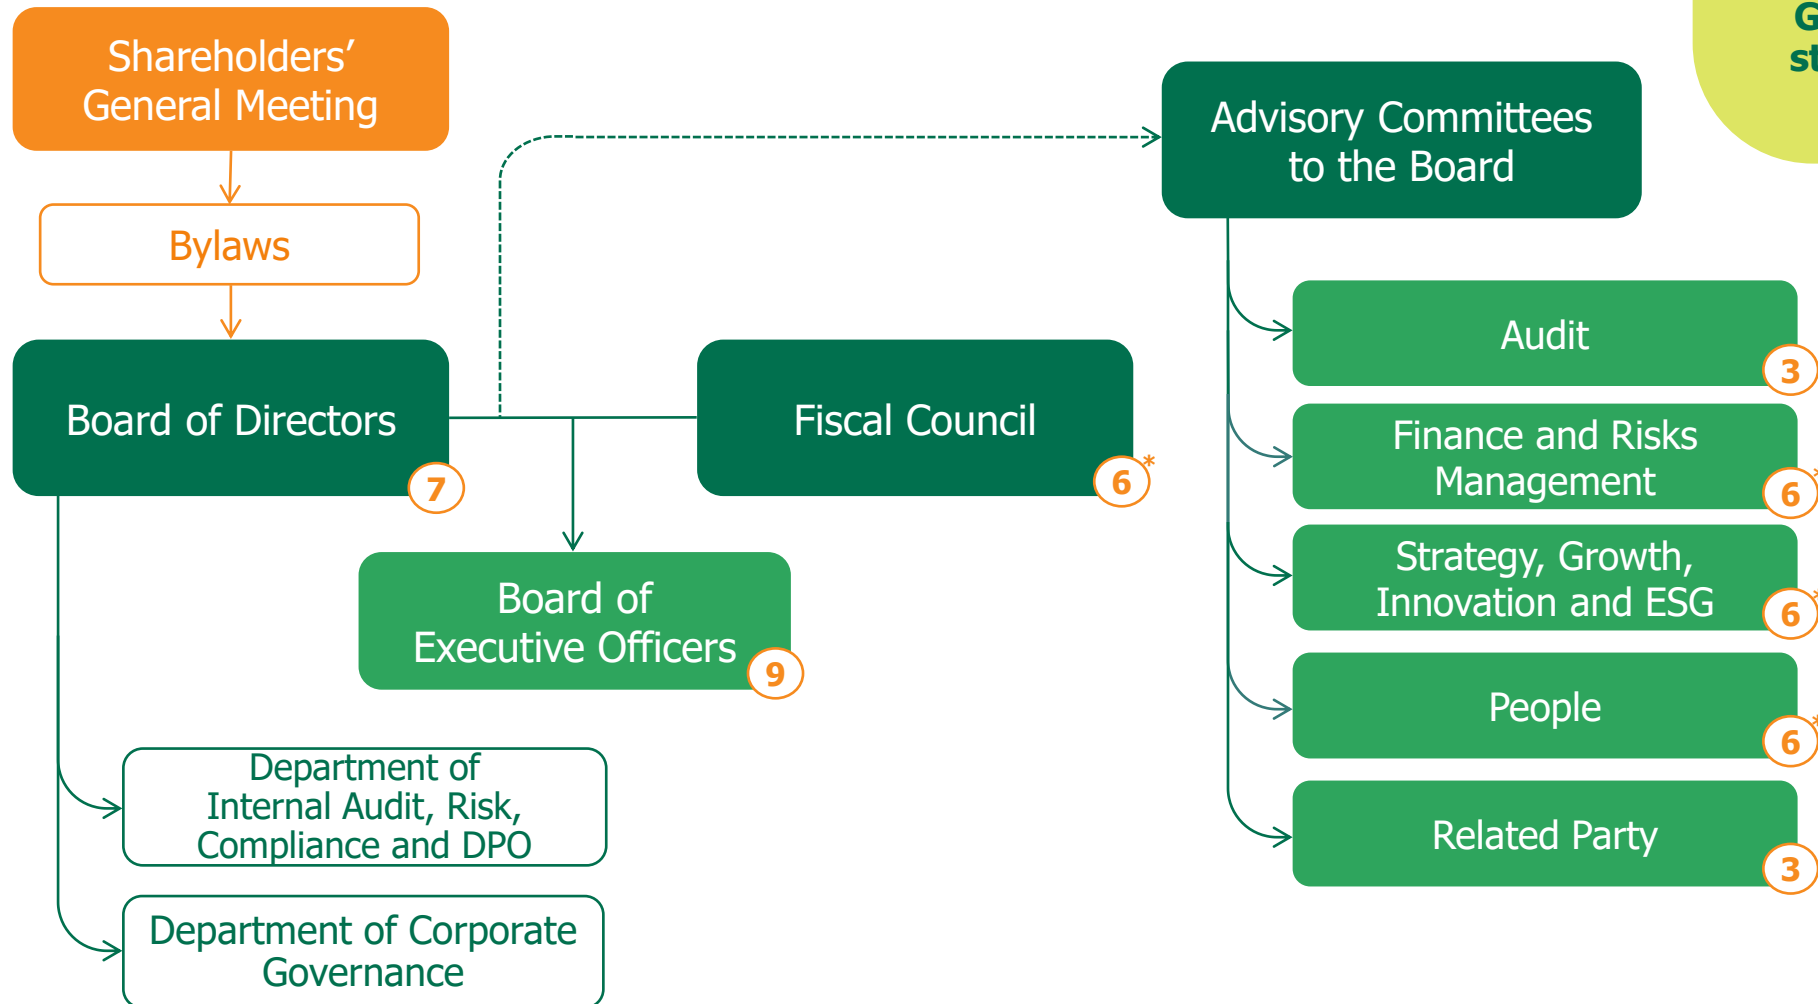 Shareholders’
General Meeting
Bylaws
Board of Directors
7
Fiscal Council
6*
Board of
Executive Officers
9
Department of
Internal Audit, Risk,
Compliance and DPO
Department of Corporate
Governance
Advisory Committees
to the Board
Audit
3
Finance and Risks
Management
6*
Strategy, Growth,
Innovation and ESG
6*
People
6*
Related Party
3